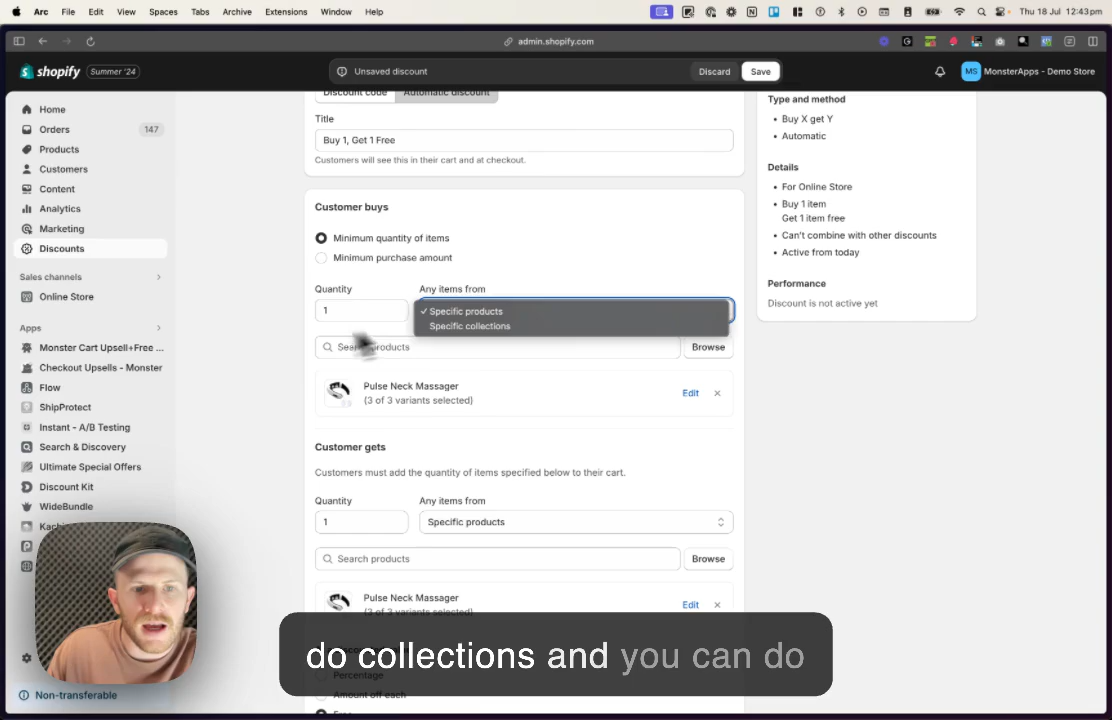 Arc File Edit View Spaces Tabs Archive Extensions Window Help Thu 18 Jul 12:43pm
admin.shopify.com
shopify Summer '24 Unsaved discount Discard Save MS MonsterApps - Demo Store
Home
Orders 147
Products
Customers
Content
Analytics
Marketing
Discounts
Sales channels
Online Store
Apps
Monster Cart Upsell+Free ...
Checkout Upsells - Monster
Flow
ShipProtect
Instant - A/B Testing
Search & Discovery
Ultimate Special Offers
Discount Kit
WideBundle
Non-transferable
Discount code Automatic discount
Title
Buy 1, Get 1 Free
Customers will see this in their cart and at checkout.
Customer buys
Minimum quantity of items
Minimum purchase amount
Quantity Any items from
1 ✓ Specific products
Specific collections
Search products Browse
Pulse Neck Massager
(3 of 3 variants selected) Edit ×
Customer gets
Customers must add the quantity of items specified below to their cart.
Quantity Any items from
1 Specific products
Search products Browse
Pulse Neck Massager
(3 of 3 variants selected) Edit ×
Percentage
Amount off each
Free
Type and method
• Buy X get Y
• Automatic
Details
• For Online Store
• Buy 1 item
Get 1 item free
• Can't combine with other discounts
• Active from today
Performance
Discount is not active yet
do collections and you can do